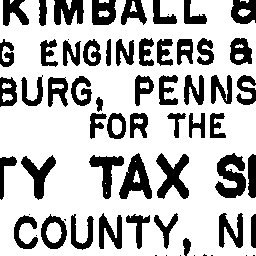 KIMBALL &
G ENGINEERS &
BURG, PENNS
FOR THE
TY TAX S
COUNTY, N